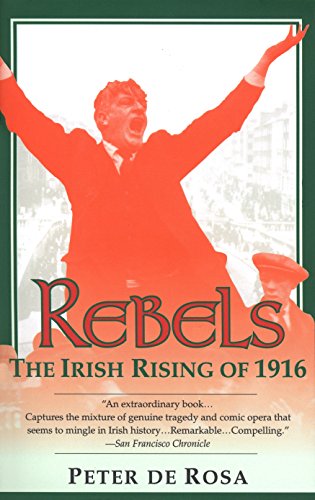 REBELS
THE IRISH RISING OF 1916
"An extraordinary book...
Captures the mixture of genuine tragedy and comic opera that
seems to mingle in Irish history...Remarkable...Compelling."
—San Francisco Chronicle
PETER DE ROSA